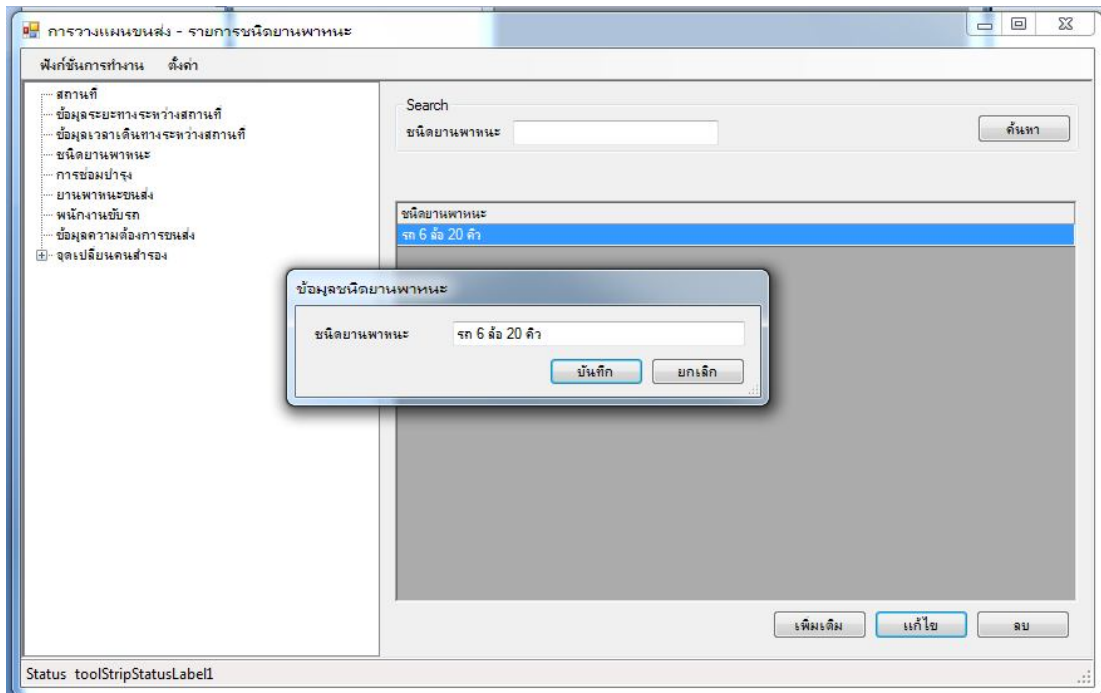 การวางแผนขนส่ง - รายการชนิดยานพาหนะ
ฟังก์ชันการทำงาน ตั้งค่า
สถานที่
ข้อมูลระยะทางระหว่างสถานที่
ข้อมูลเวลาเดินทางระหว่างสถานที่
ชนิดยานพาหนะ
การซ่อมบำรุง
ยานพาหนะขนส่ง
พนักงานขับรถ
ข้อมูลความต้องการขนส่ง
จุดเปลี่ยนคนสำรอง
Search
ชนิดยานพาหนะ ค้นหา
ชนิดยานพาหนะ
รถ 6 ล้อ 20 คิว
ข้อมูลชนิดยานพาหนะ
ชนิดยานพาหนะ รถ 6 ล้อ 20 คิว
บันทึก ยกเลิก
เพิ่มเติม แก้ไข ลบ
Status toolStripStatusLabel1